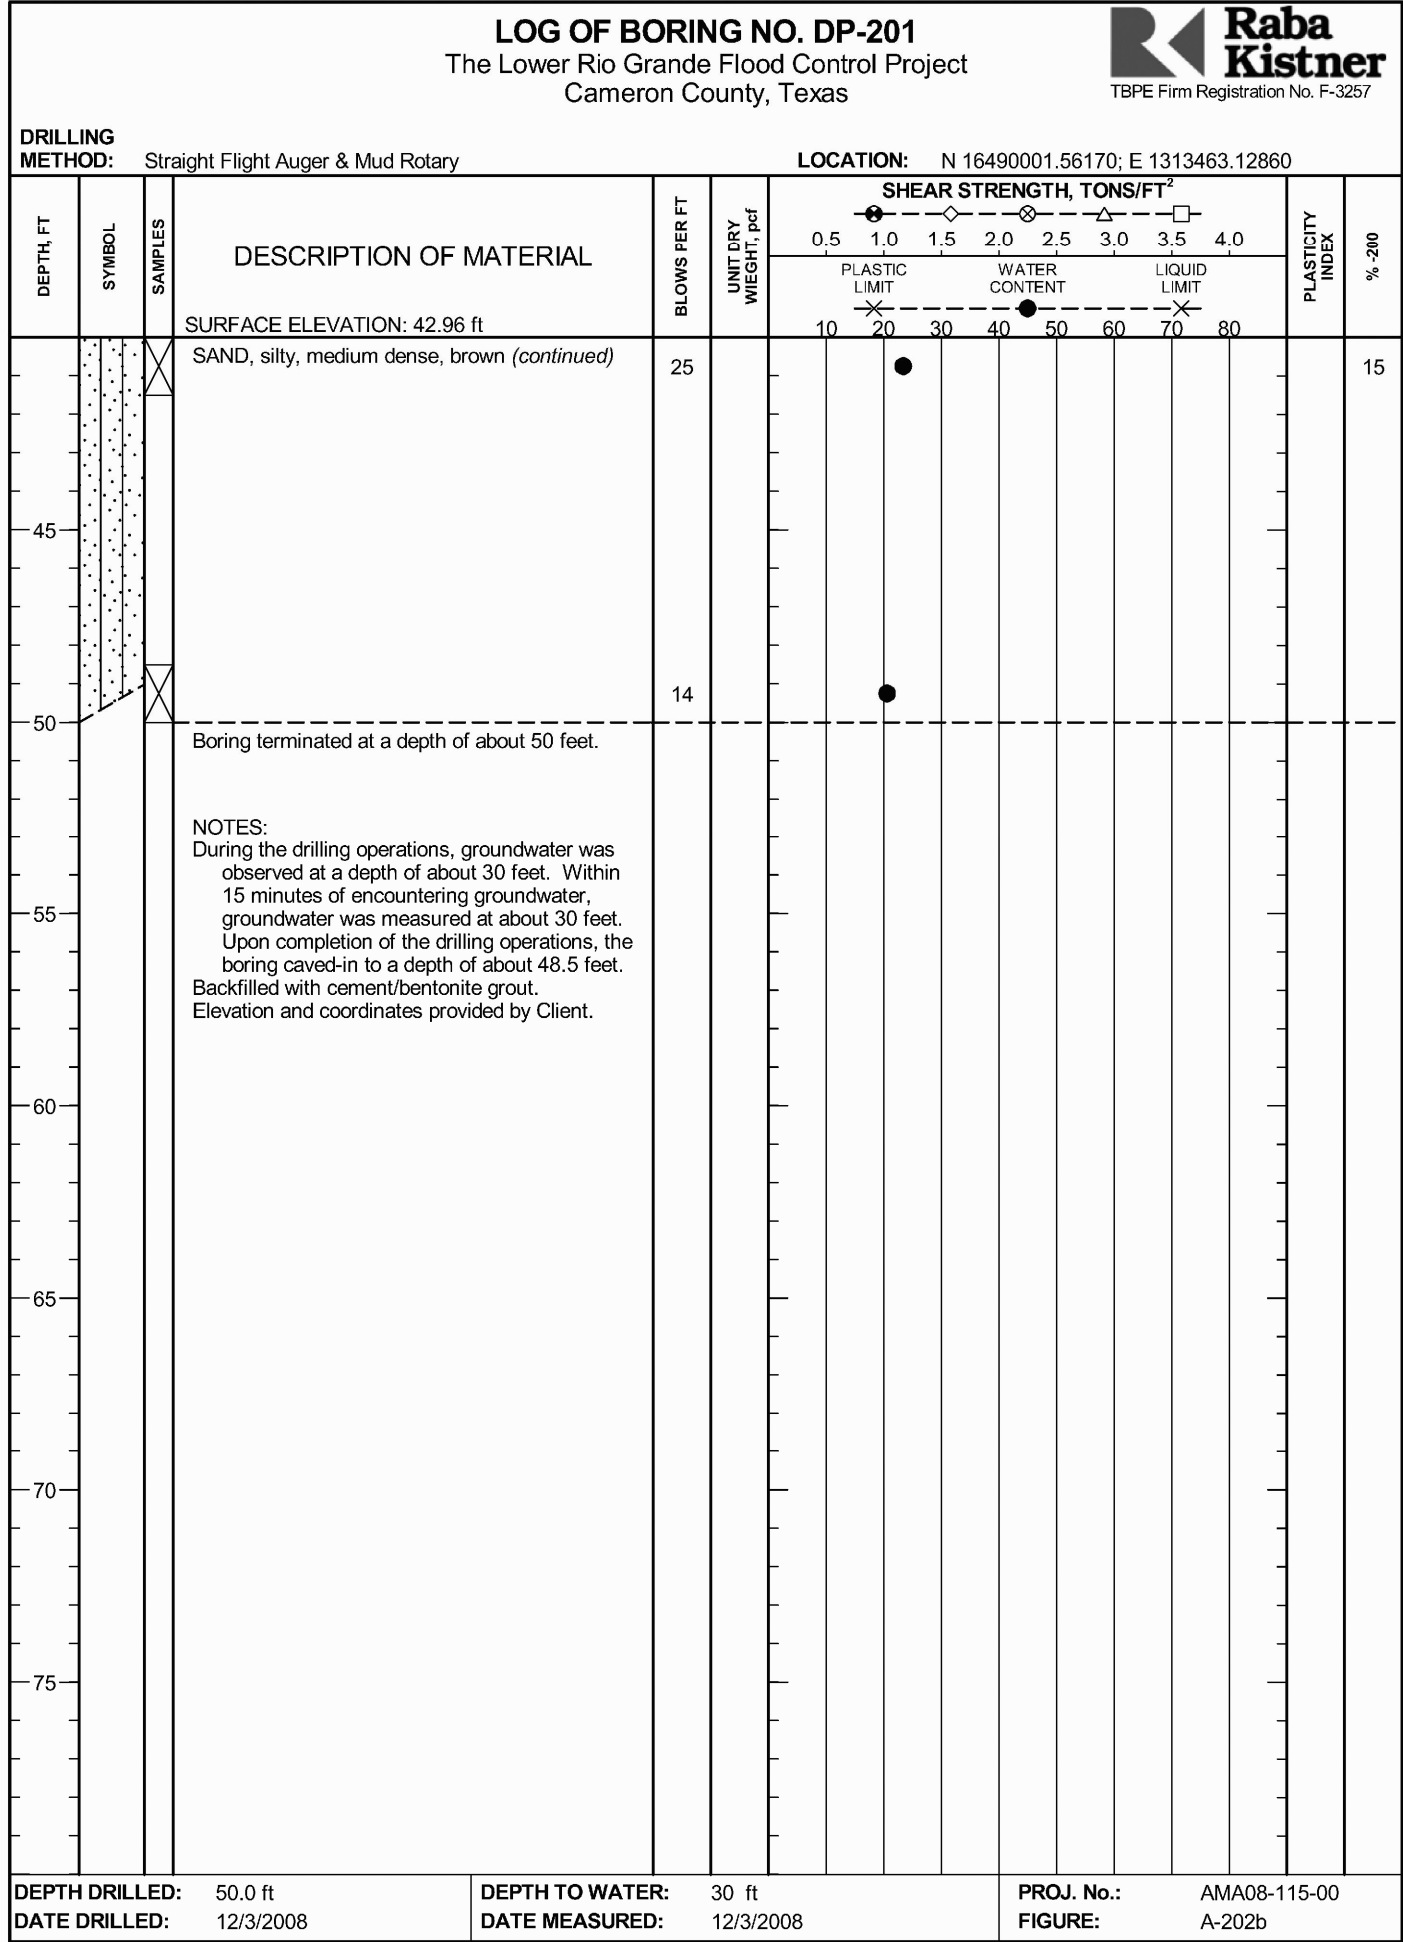 LOG OF BORING NO. DP-201
The Lower Rio Grande Flood Control Project
Cameron County, Texas
Raba
Kistner
TBPE Firm Registration No. F-3257
DRILLING
METHOD: Straight Flight Auger & Mud Rotary
LOCATION: N 16490001.56170; E 1313463.12860
DEPTH, FT
SYMBOL
SAMPLES
DESCRIPTION OF MATERIAL
SURFACE ELEVATION: 42.96 ft
BLOWS PER FT
UNIT DRY
WIEGHT, pcf
SHEAR STRENGTH, TONS/FT²
0.5 1.0 1.5 2.0 2.5 3.0 3.5 4.0
PLASTIC
LIMIT
WATER
CONTENT
LIQUID
LIMIT
10 20 30 40 50 60 70 80
PLASTICITY
INDEX
% -200
SAND, silty, medium dense, brown (continued)
25
15
45
14
50
Boring terminated at a depth of about 50 feet.
NOTES:
During the drilling operations, groundwater was
observed at a depth of about 30 feet. Within
15 minutes of encountering groundwater,
groundwater was measured at about 30 feet.
Upon completion of the drilling operations, the
boring caved-in to a depth of about 48.5 feet.
Backfilled with cement/bentonite grout.
Elevation and coordinates provided by Client.
55
60
65
70
75
DEPTH DRILLED: 50.0 ft
DATE DRILLED: 12/3/2008
DEPTH TO WATER: 30 ft
DATE MEASURED: 12/3/2008
PROJ. No.: AMA08-115-00
FIGURE: A-202b